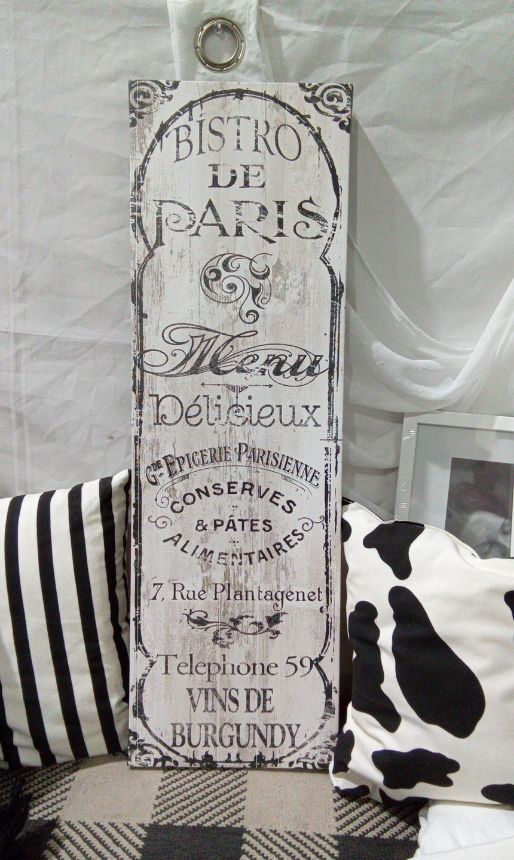 BISTRO
DE
PARIS
Menu
Délicieux
GDE EPICERIE PARISIENNE
CONSERVES
& PÂTES
ALIMENTAIRES
7, Rue Plantagenet
Telephone 59
VINS DE
BURGUNDY